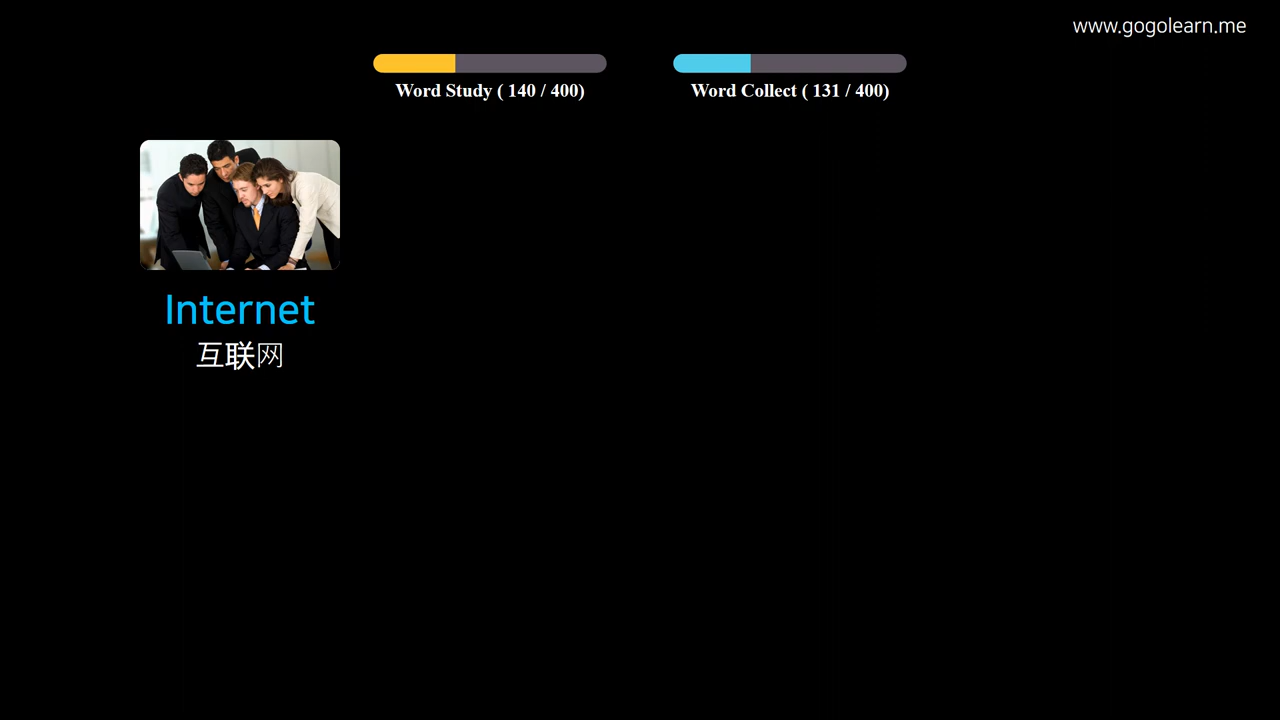 www.gogolearn.me
Word Study ( 140 / 400)
Word Collect ( 131 / 400)
Internet
互联网